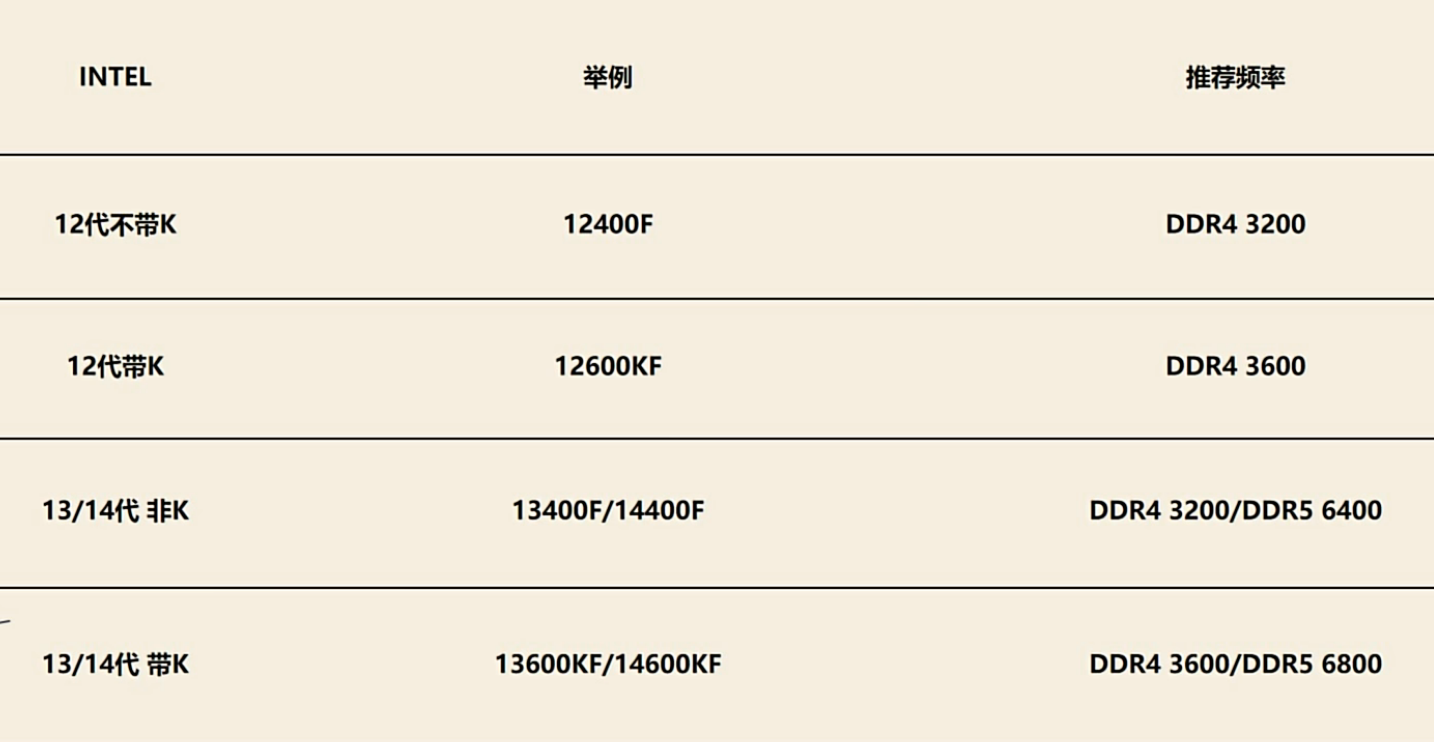 INTEL 举例 推荐频率
12代不带K 12400F DDR4 3200
12代带K 12600KF DDR4 3600
13/14代 非K 13400F/14400F DDR4 3200/DDR5 6400
13/14代 带K 13600KF/14600KF DDR4 3600/DDR5 6800